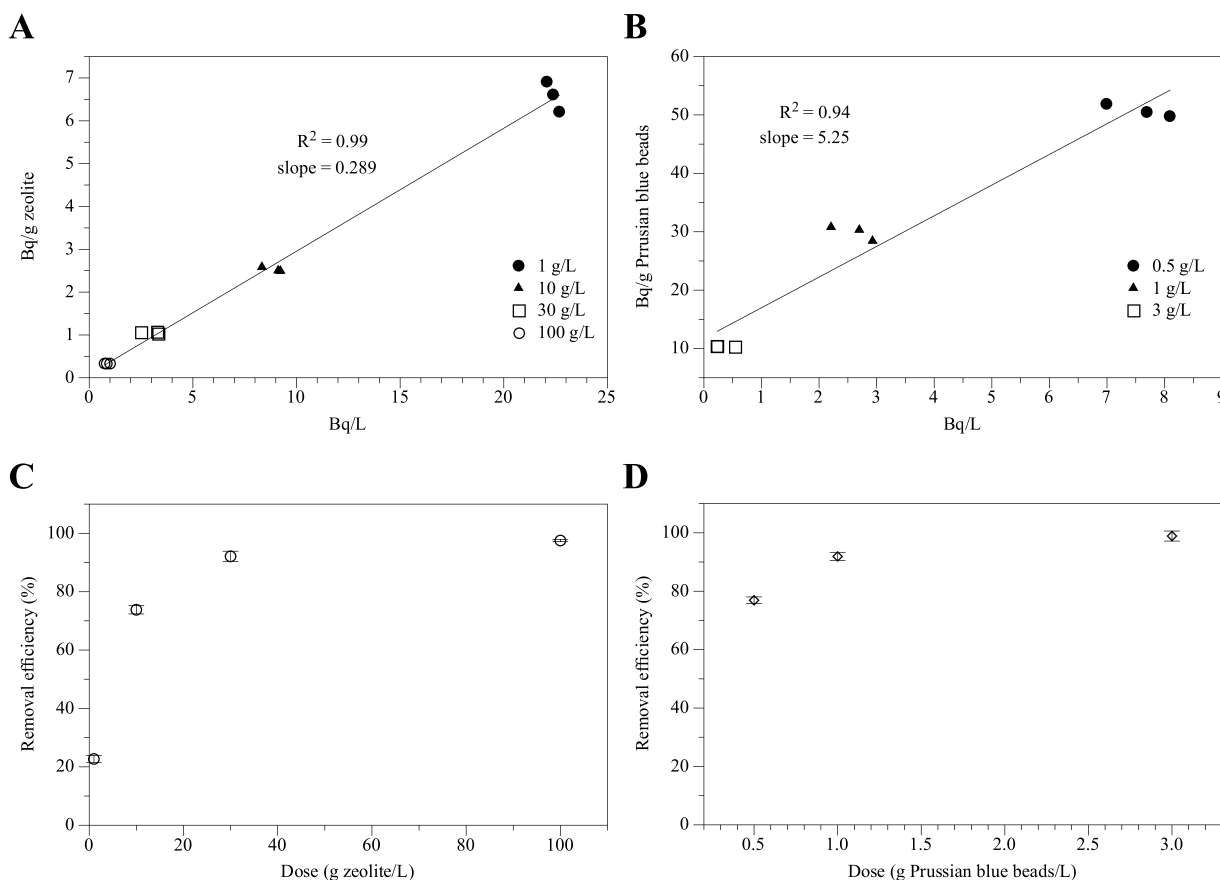 A
Bq/g zeolite
7
6
5
4
3
2
1
0
R² = 0.99
slope = 0.289
1 g/L
10 g/L
30 g/L
100 g/L
0 5 10 15 20 25
Bq/L
B
Bq/g Prrusian blue beads
60
50
40
30
20
10
R² = 0.94
slope = 5.25
0.5 g/L
1 g/L
3 g/L
0 1 2 3 4 5 6 7 8 9
Bq/L
C
Removal efficiency (%)
100
80
60
40
20
0
0 20 40 60 80 100
Dose (g zeolite/L)
D
Removal efficiency (%)
100
80
60
40
20
0
0.5 1.0 1.5 2.0 2.5 3.0
Dose (g Prussian blue beads/L)